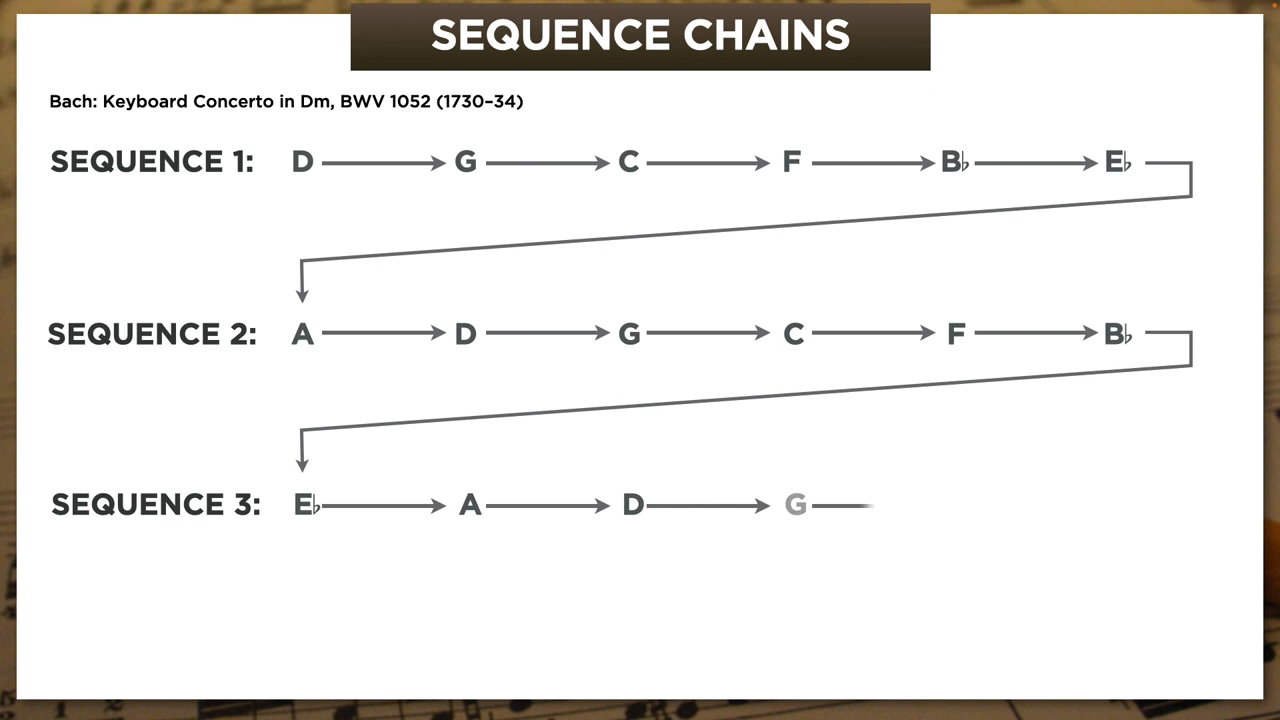 SEQUENCE CHAINS
Bach: Keyboard Concerto in Dm, BWV 1052 (1730–34)
SEQUENCE 1: D G C F B♭ E♭
SEQUENCE 2: A D G C F B♭
SEQUENCE 3: E♭ A D G